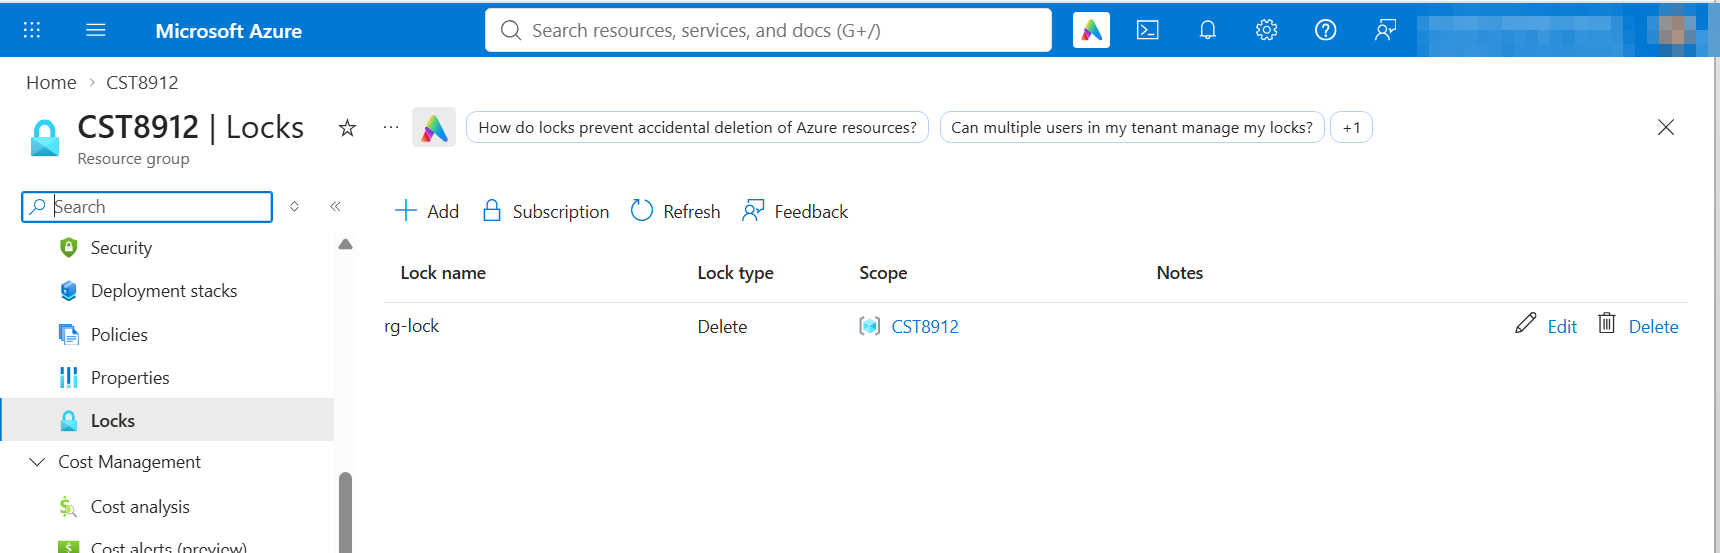 Microsoft Azure
Search resources, services, and docs (G+/)
Home > CST8912
CST8912 | Locks
Resource group
How do locks prevent accidental deletion of Azure resources?
Can multiple users in my tenant manage my locks?
+1
Search
Add
Subscription
Refresh
Feedback
Security
Deployment stacks
Policies
Properties
Locks
Cost Management
Cost analysis
Cost alerts (preview)
Lock name Lock type Scope Notes
rg-lock Delete CST8912 Edit Delete